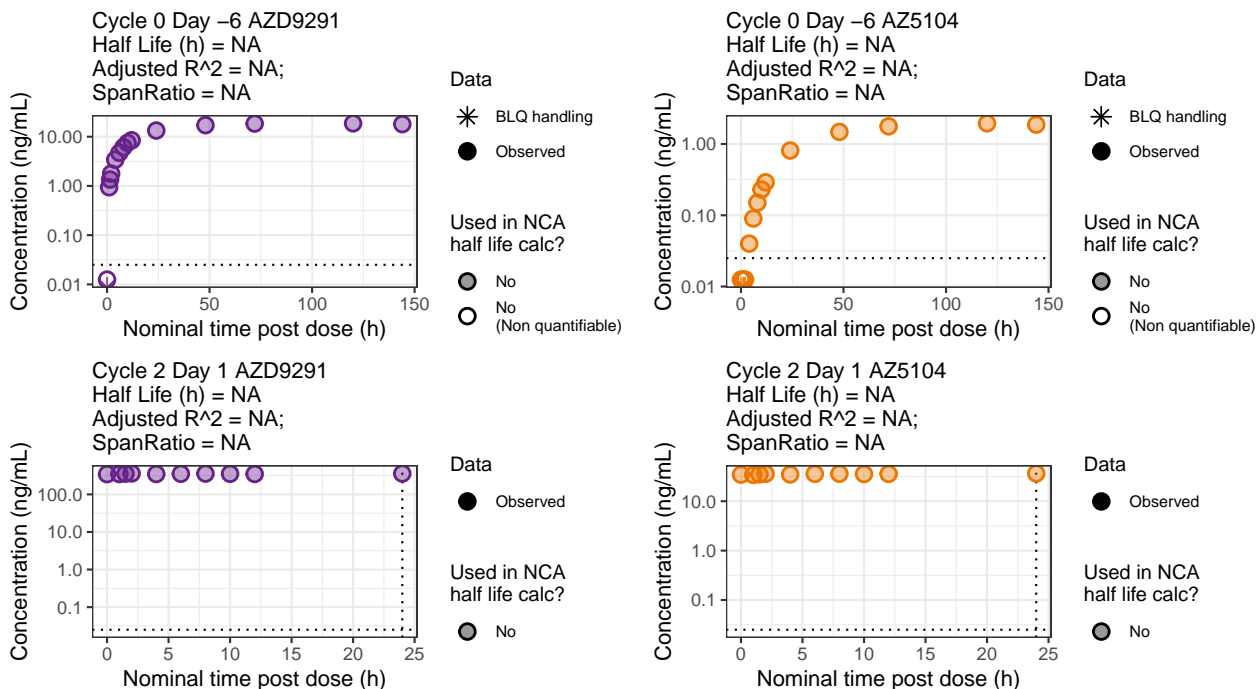 Cycle 0 Day −6 AZD9291
Half Life (h) = NA
Adjusted R^2 = NA;
SpanRatio = NA
Concentration (ng/mL)
10.00
1.00
0.10
0.01
0
50
100
150
Nominal time post dose (h)
Data
BLQ handling
Observed
Used in NCA
half life calc?
No
No
(Non quantifiable)
Cycle 0 Day −6 AZ5104
Half Life (h) = NA
Adjusted R^2 = NA;
SpanRatio = NA
Concentration (ng/mL)
1.00
0.10
0.01
0
50
100
150
Nominal time post dose (h)
Data
BLQ handling
Observed
Used in NCA
half life calc?
No
No
(Non quantifiable)
Cycle 2 Day 1 AZD9291
Half Life (h) = NA
Adjusted R^2 = NA;
SpanRatio = NA
Concentration (ng/mL)
100.0
10.0
1.0
0.1
0
5
10
15
20
25
Nominal time post dose (h)
Data
Observed
Used in NCA
half life calc?
No
Cycle 2 Day 1 AZ5104
Half Life (h) = NA
Adjusted R^2 = NA;
SpanRatio = NA
Concentration (ng/mL)
10.0
1.0
0.1
0
5
10
15
20
25
Nominal time post dose (h)
Data
Observed
Used in NCA
half life calc?
No